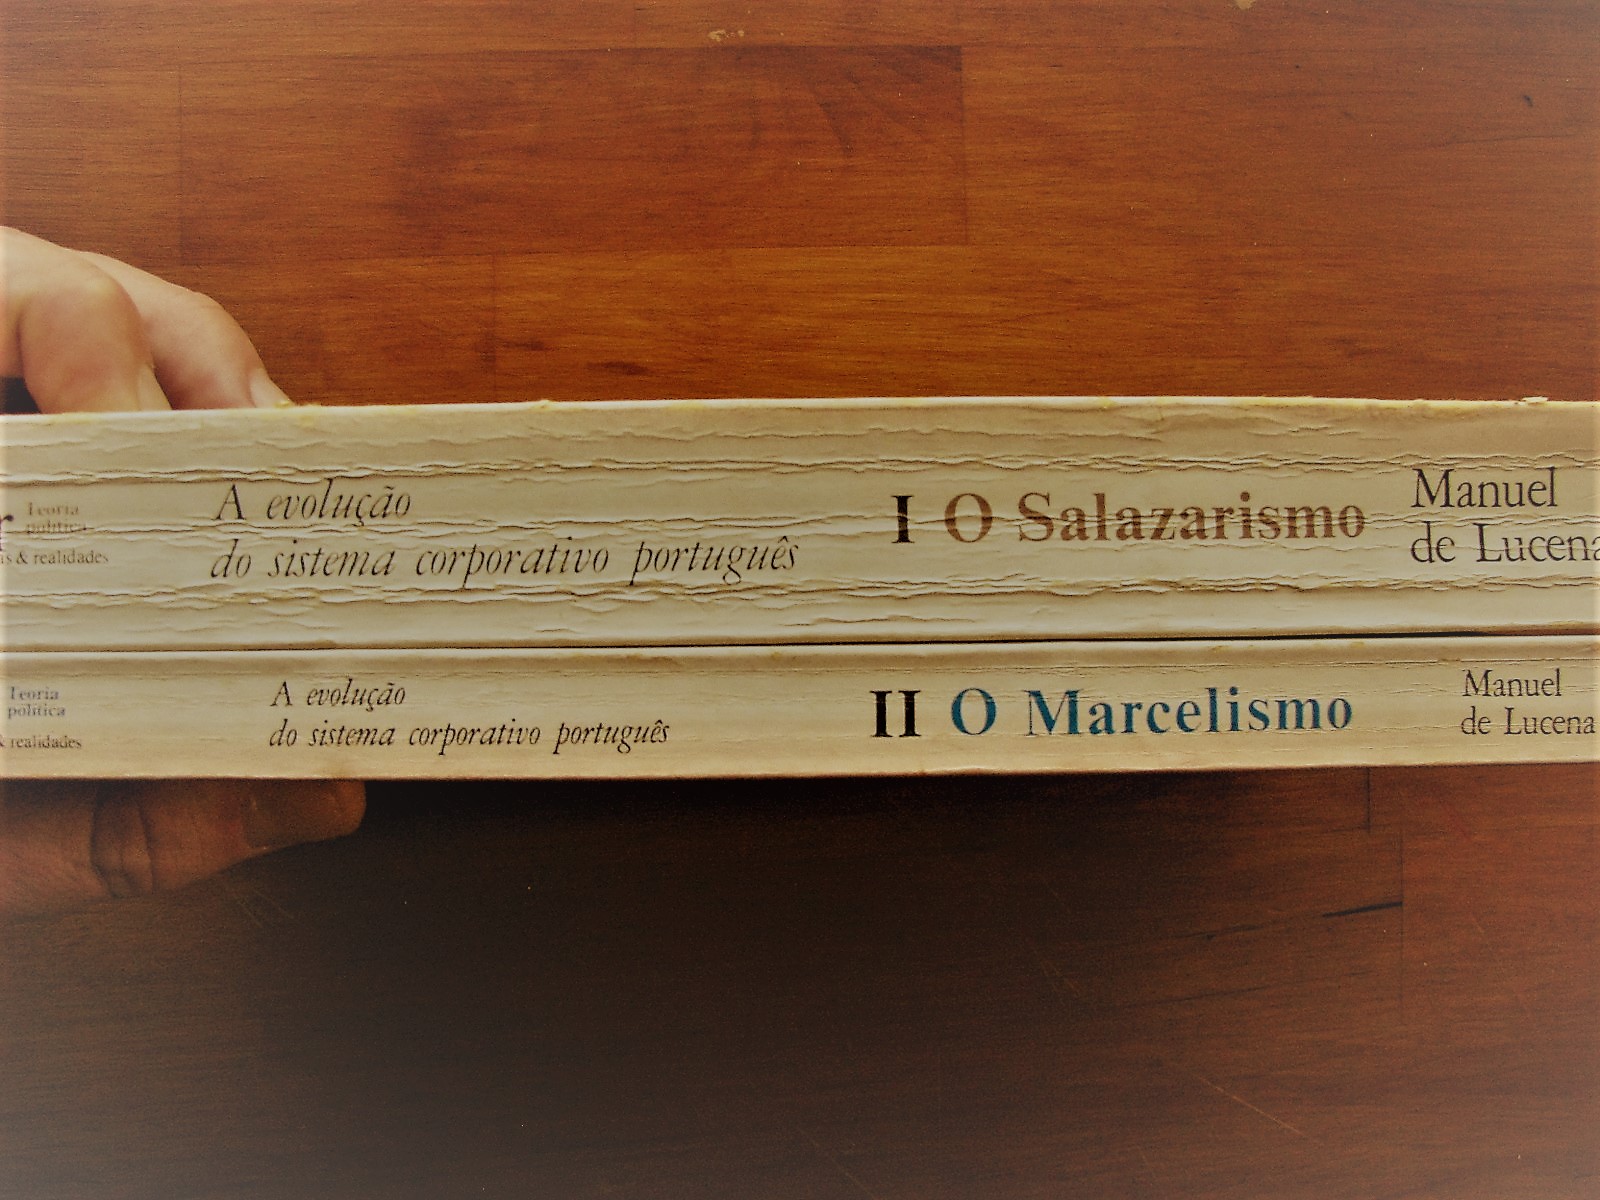 Teoria
política
& realidades
A evolução
do sistema corporativo português
I O Salazarismo
Manuel
de Lucena
Teoria
política
& realidades
A evolução
do sistema corporativo português
II O Marcelismo
Manuel
de Lucena